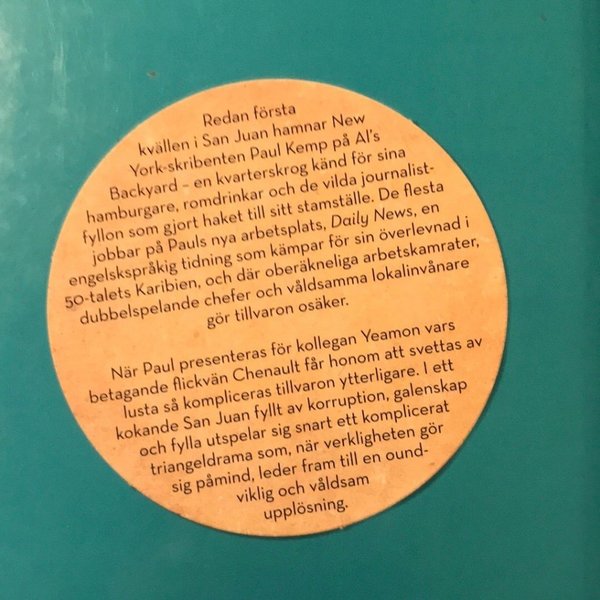 Redan första
kvällen i San Juan hamnar New
York-skribenten Paul Kemp på Al's
Backyard – en kvarterskrog känd för sina
hamburgare, romdrinkar och de vilda journalist-
fyllon som gjort haket till sitt stamställe. De flesta
jobbar på Pauls nya arbetsplats, Daily News, en
engelskspråkig tidning som kämpar för sin överlevnad i
50-talets Karibien, och där oberäkneliga arbetskamrater,
dubbelspelande chefer och våldsamma lokalinvånare
gör tillvaron osäker.
När Paul presenteras för kollegan Yeamon vars
betagande flickvän Chenault får honom att svettas av
lusta så kompliceras tillvaron ytterligare. I ett
kokande San Juan fyllt av korruption, galenskap
och fylla utspelar sig snart ett komplicerat
triangeldrama som, när verkligheten gör
sig påmind, leder fram till en ound-
viklig och våldsam
upplösning.